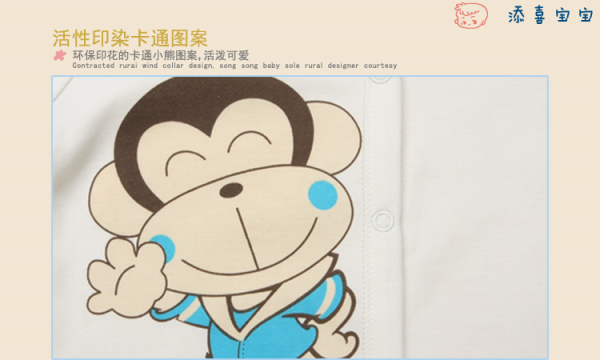 添喜宝宝
活性印染卡通图案
环保印花的卡通小熊图案,活泼可爱
Contracted rural wind collar design, song song baby sole rural designer courtesy